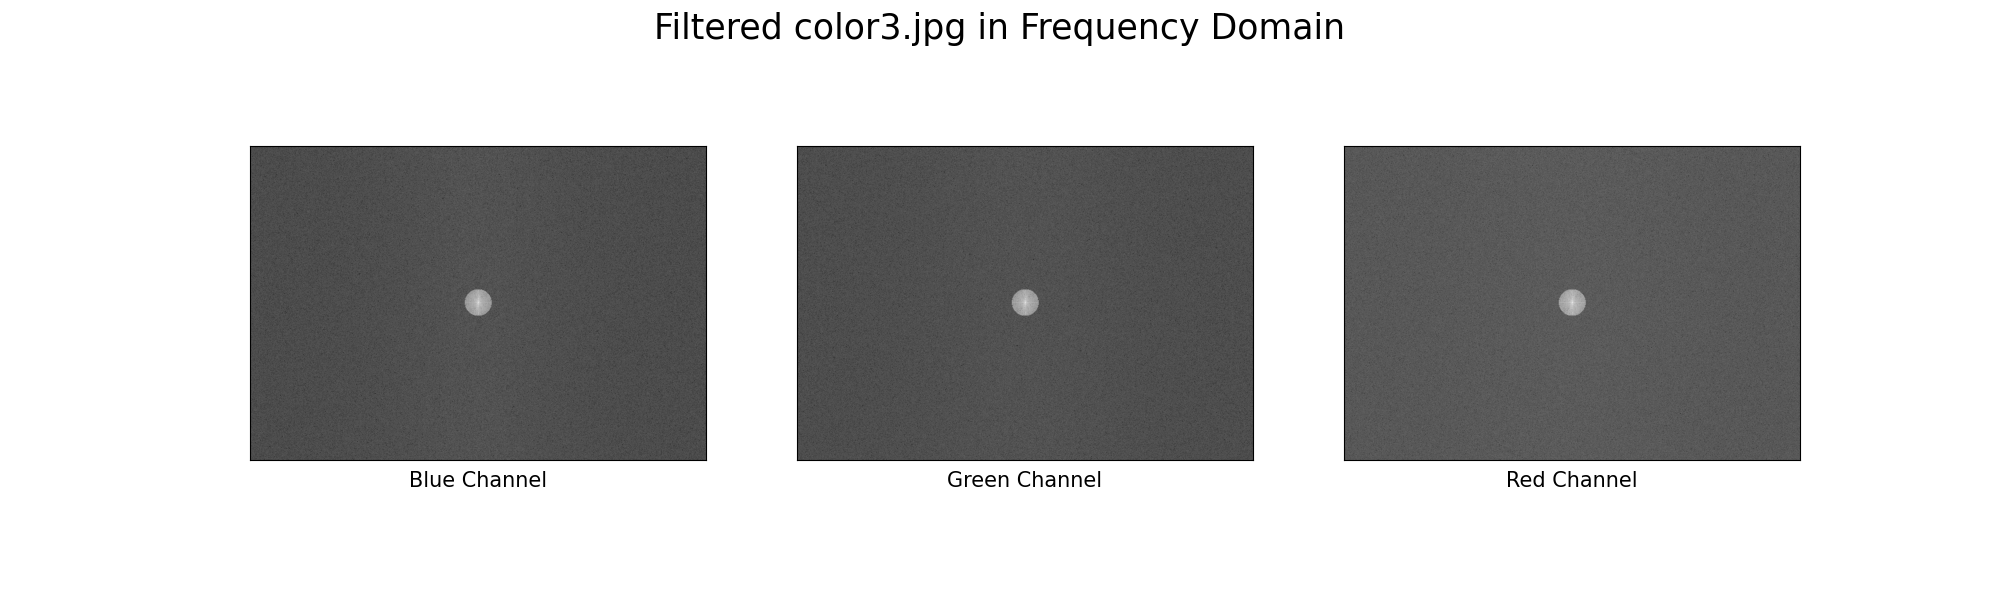 Filtered color3.jpg in Frequency Domain
Blue Channel
Green Channel
Red Channel